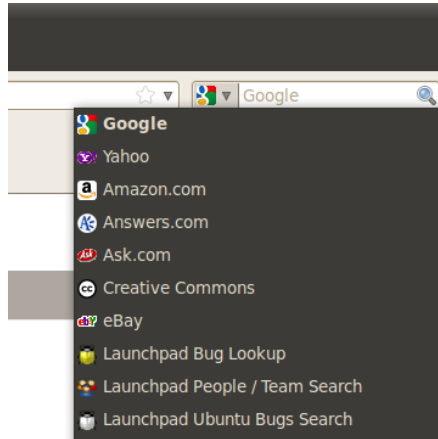 Google
Google
Yahoo
Amazon.com
Answers.com
Ask.com
Creative Commons
eBay
Launchpad Bug Lookup
Launchpad People / Team Search
Launchpad Ubuntu Bugs Search